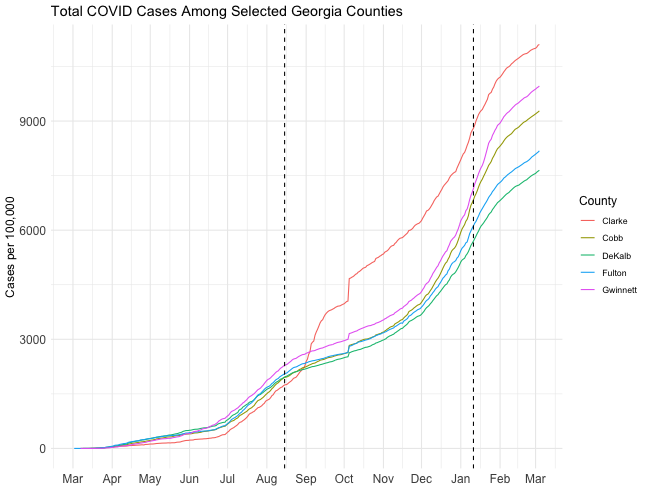 Total COVID Cases Among Selected Georgia Counties
Cases per 100,000
9000
6000
3000
0
Mar Apr May Jun Jul Aug Sep Oct Nov Dec Jan Feb Mar
County
Clarke
Cobb
DeKalb
Fulton
Gwinnett